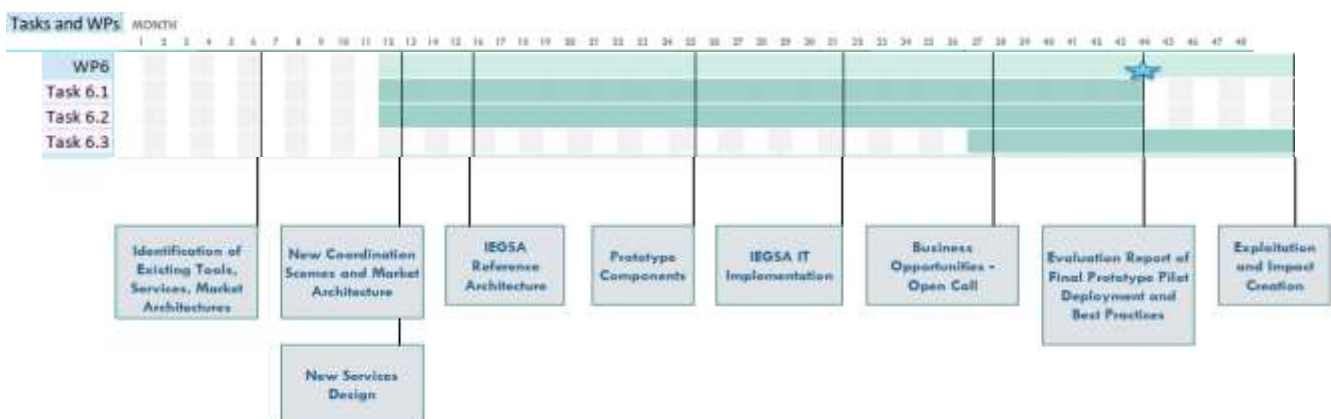 Tasks and WPs MONTH
1 2 3 4 5 6 7 8 9 10 11 12 13 14 15 16 17 18 19 20 21 22 23 24 25 26 27 28 29 30 31 32 33 34 35 36 37 38 39 40 41 42 43 44 45 46 47 48
WP6
Task 6.1
Task 6.2
Task 6.3
Identification of
Existing Tools,
Services, Market
Architectures
New Coordination
Scemes and Market
Architecture
IEGSA
Reference
Architecture
Prototype
Components
IEGSA IT
Implementation
Business
Opportunities -
Open Call
Evaluation Report of
Final Prototype Pilot
Deployment and
Best Practices
Exploitation
and Impact
Creation
New Services
Design